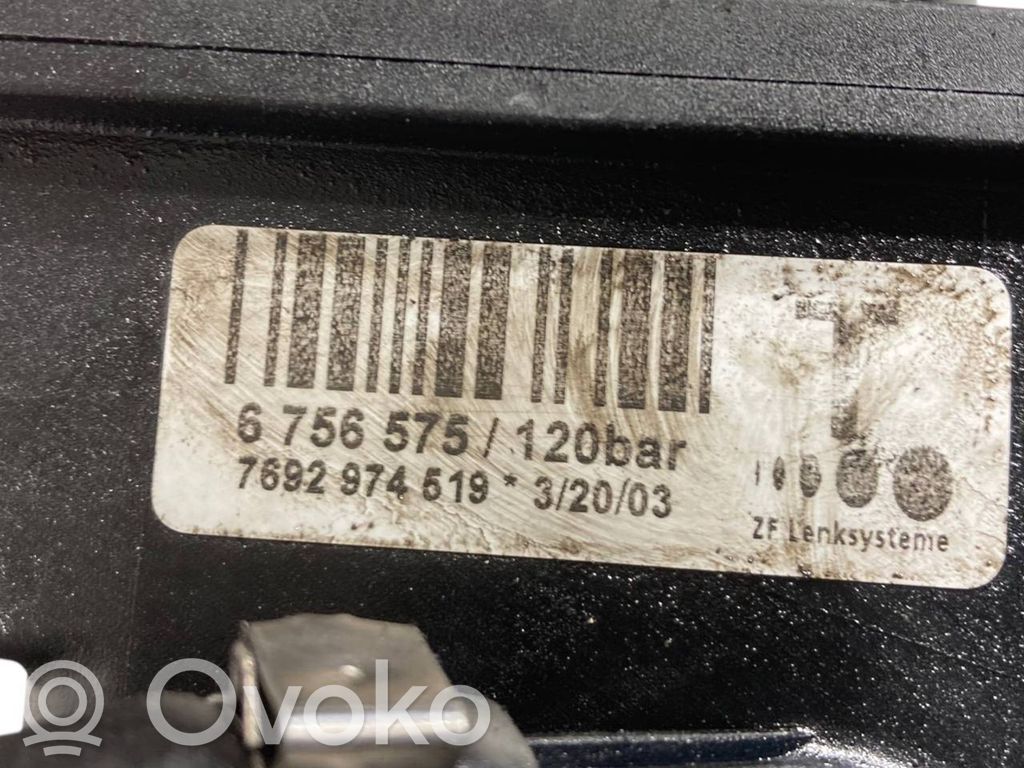 6 756 575 / 120bar
7692 974 519 * 3/20/03
T
ZF Lenksysteme
R Ovoko